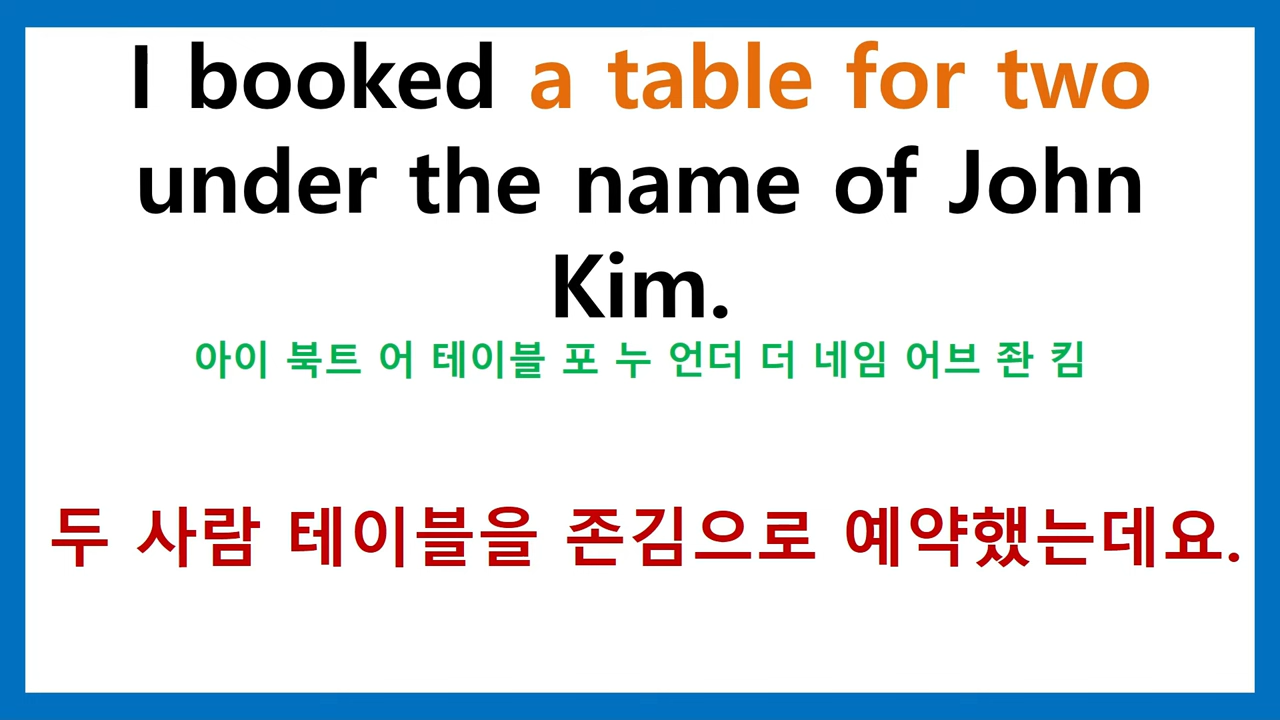 I booked a table for two
under the name of John
Kim.
아이 북트 어 테이블 포 누 언더 더 네임 어브 좐 킴
두 사람 테이블을 존김으로 예약했는데요.